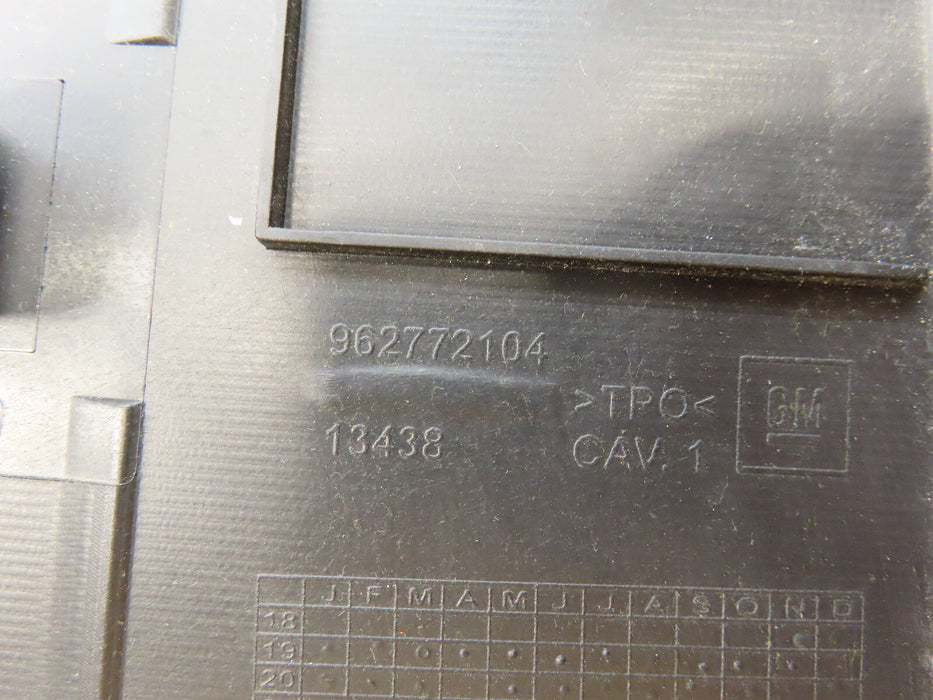 962772104
>TPO<
GM
13438
CAV. 1
J F M A M J J A S O N D
18
19
20